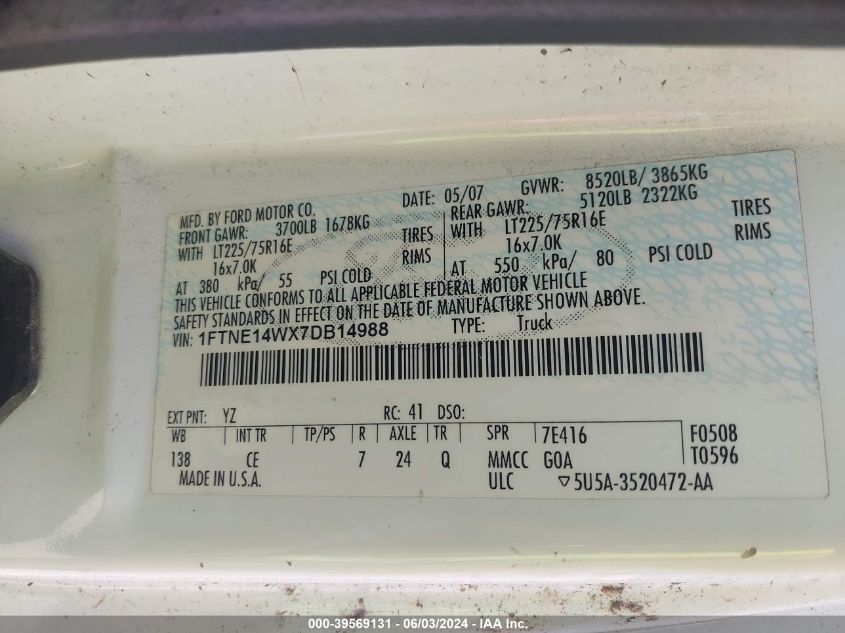 MFD. BY FORD MOTOR CO. DATE: 05/07 GVWR: 8520LB/ 3865KG
FRONT GAWR: 3700LB 1678KG REAR GAWR: 5120LB 2322KG
WITH LT225/75R16E TIRES WITH LT225/75R16E TIRES
16x7.0K RIMS 16x7.0K RIMS
AT 380 kPa/ 55 PSI COLD AT 550 kPa/ 80 PSI COLD
THIS VEHICLE CONFORMS TO ALL APPLICABLE FEDERAL MOTOR VEHICLE
SAFETY STANDARDS IN EFFECT ON THE DATE OF MANUFACTURE SHOWN ABOVE.
VIN: 1FTNE14WX7DB14988 TYPE: Truck
EXT PNT: YZ RC: 41 DSO:
WB INT TR TP/PS R AXLE TR SPR 7E416 F0508
138 CE 7 24 Q MMCC GOA T0596
MADE IN U.S.A. ULC ▽5U5A-3520472-AA
000-39569131 - 06/03/2024 - IAA Inc.